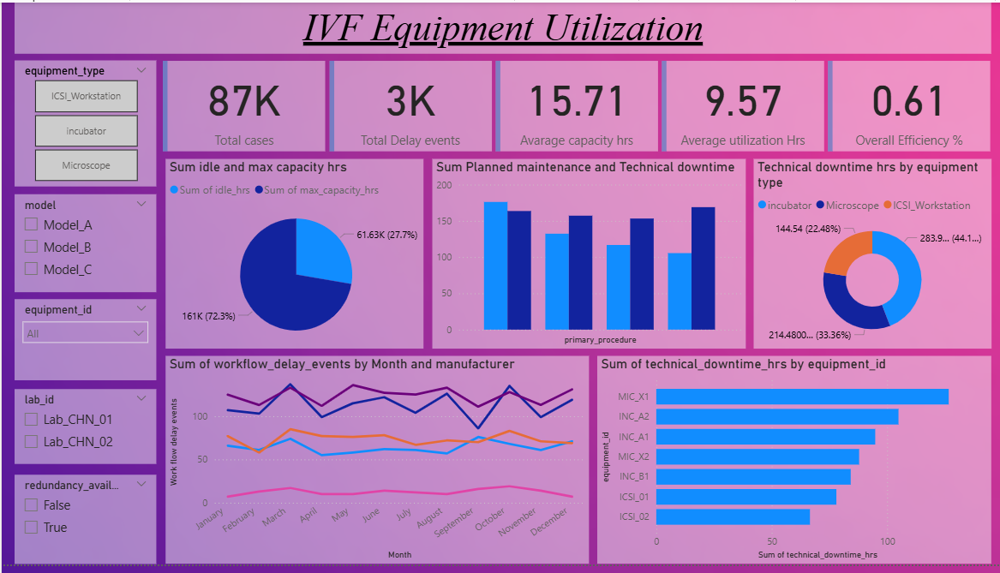 IVF Equipment Utilization
equipment_type
ICSI_Workstation
incubator
Microscope
model
Model_A
Model_B
Model_C
equipment_id
All
lab_id
Lab_CHN_01
Lab_CHN_02
redundancy_avail...
False
True
87K
Total cases
3K
Total Delay events
15.71
Avarage capacity hrs
9.57
Average utilization Hrs
0.61
Overall Efficiency %
Sum idle and max capacity hrs
Sum of idle_hrs Sum of max_capacity_hrs
61.63K (27.7%)
161K (72.3%)
Sum Planned maintenance and Technical downtime
200
150
100
50
0
primary_procedure
Technical downtime hrs by equipment
type
incubator Microscope ICSI_Workstation
144.54 (22.48%)
283.9... (44.1...)
214.4800... (33.36%)
Sum of workflow_delay_events by Month and manufacturer
Work flow delay events
100
50
0
January
February
March
April
May
June
July
August
September
October
November
December
Month
Sum of technical_downtime_hrs by equipment_id
equipment_id
MIC_X1
INC_A2
INC_A1
MIC_X2
INC_B1
ICSI_01
ICSI_02
0 50 100
Sum of technical_downtime_hrs